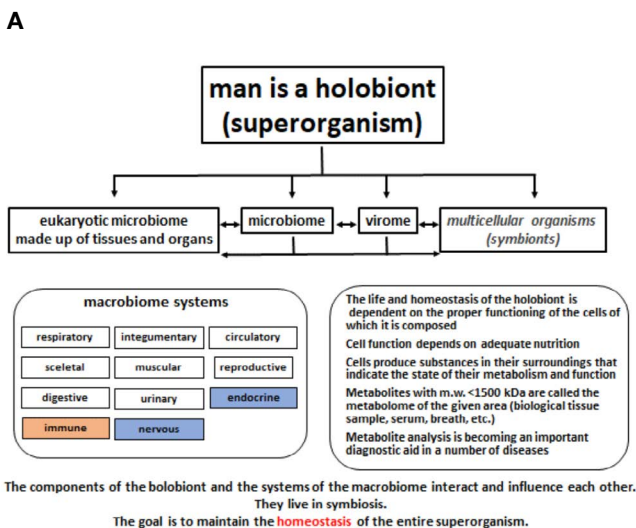 A
man is a holobiont
(superorganism)
eukaryotic microbiome
made up of tissues and organs
microbiome
virome
multicellular organisms
(symbionts)
macrobiome systems
respiratory
integumentary
circulatory
sceletal
muscular
reproductive
digestive
urinary
endocrine
immune
nervous
The life and homeostasis of the holobiont is
dependent on the proper functioning of the cells of
which it is composed
Cell function depends on adequate nutrition
Cells produce substances in their surroundings that
indicate the state of their metabolism and function
Metabolites with m.w. <1500 kDa are called the
metabolome of the given area (biological tissue
sample, serum, breath, etc.)
Metabolite analysis is becoming an important
diagnostic aid in a number of diseases
The components of the bolobiont and the systems of the macrobiome interact and influence each other.
They live in symbiosis.
The goal is to maintain the homeostasis of the entire superorganism.